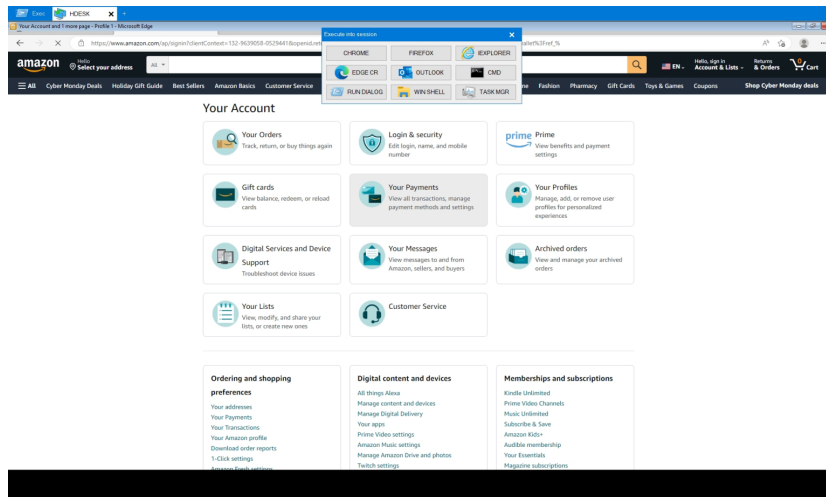 Exec HDESK x +
Your Account and 1 more page - Profile 1 - Microsoft Edge
Execute into session
CHROME FIREFOX IEXPLORER
EDGE CR OUTLOOK CMD
RUN DIALOG WIN SHELL TASK MGR
https://www.amazon.com/ap/signin?clientContext=132-9639058-0529441&openid.ret
allet%3Fref_%
amazon
Hello
Select your address
All
EN
Hello, sign in
Account & Lists
Returns
& Orders
0
Cart
All Cyber Monday Deals Holiday Gift Guide Best Sellers Amazon Basics Customer Service
me Fashion Pharmacy Gift Cards Toys & Games Coupons Shop Cyber Monday deals
Your Account
Your Orders
Track, return, or buy things again
Login & security
Edit login, name, and mobile
number
prime
Prime
View benefits and payment
settings
Gift cards
View balance, redeem, or reload
cards
Your Payments
View all transactions, manage
payment methods and settings
Your Profiles
Manage, add, or remove user
profiles for personalized
experiences
Digital Services and Device
Support
Troubleshoot device issues
Your Messages
View messages to and from
Amazon, sellers, and buyers
Archived orders
View and manage your archived
orders
Your Lists
View, modify, and share your
lists, or create new ones
Customer Service
Ordering and shopping
preferences
Your addresses
Your Payments
Your Transactions
Your Amazon profile
Download order reports
1-Click settings
Amazon Fresh settings
Digital content and devices
All things Alexa
Manage content and devices
Manage Digital Delivery
Your apps
Prime Video settings
Amazon Music settings
Manage Amazon Drive and photos
Twitch settings
Memberships and subscriptions
Kindle Unlimited
Prime Video Channels
Music Unlimited
Subscribe & Save
Amazon Kids+
Audible membership
Your Essentials
Magazine subscriptions